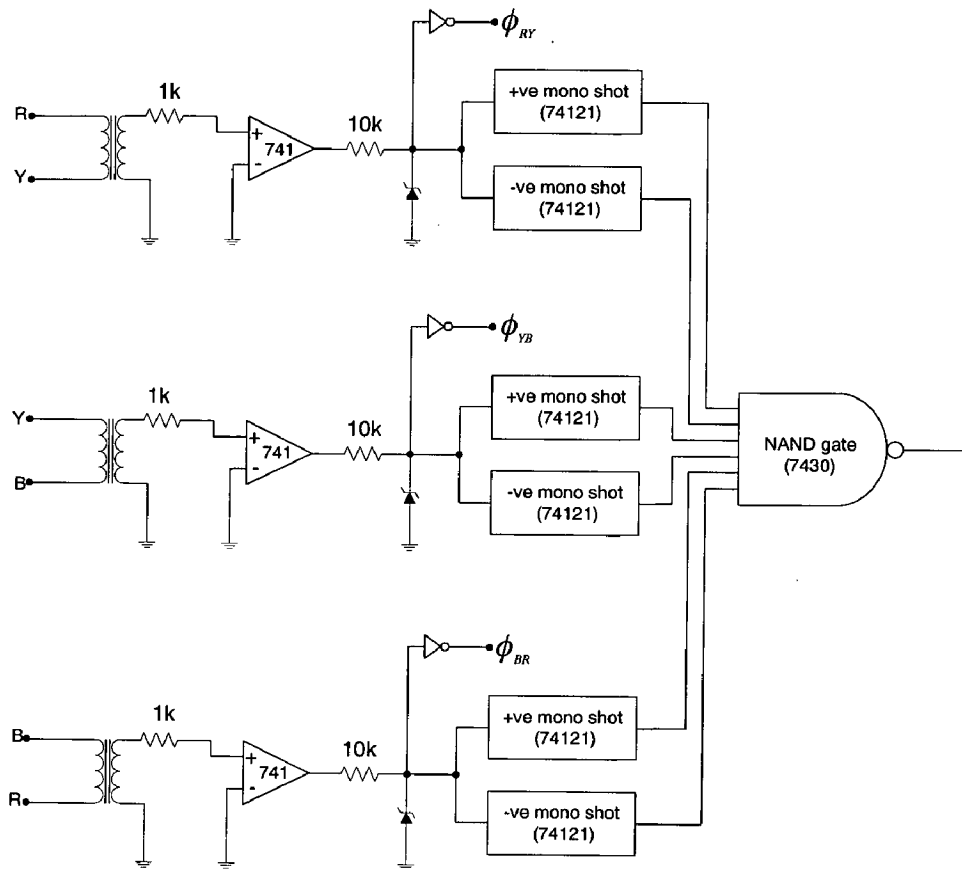 ϕRY
1k
+ve mono shot
(74121)
R
10k
+
741
-
Y
-ve mono shot
(74121)
ϕYB
1k
+ve mono shot
(74121)
Y
10k
+
741
-
B
-ve mono shot
(74121)
NAND gate
(7430)
ϕBR
1k
+ve mono shot
(74121)
B
10k
+
741
-
R
-ve mono shot
(74121)